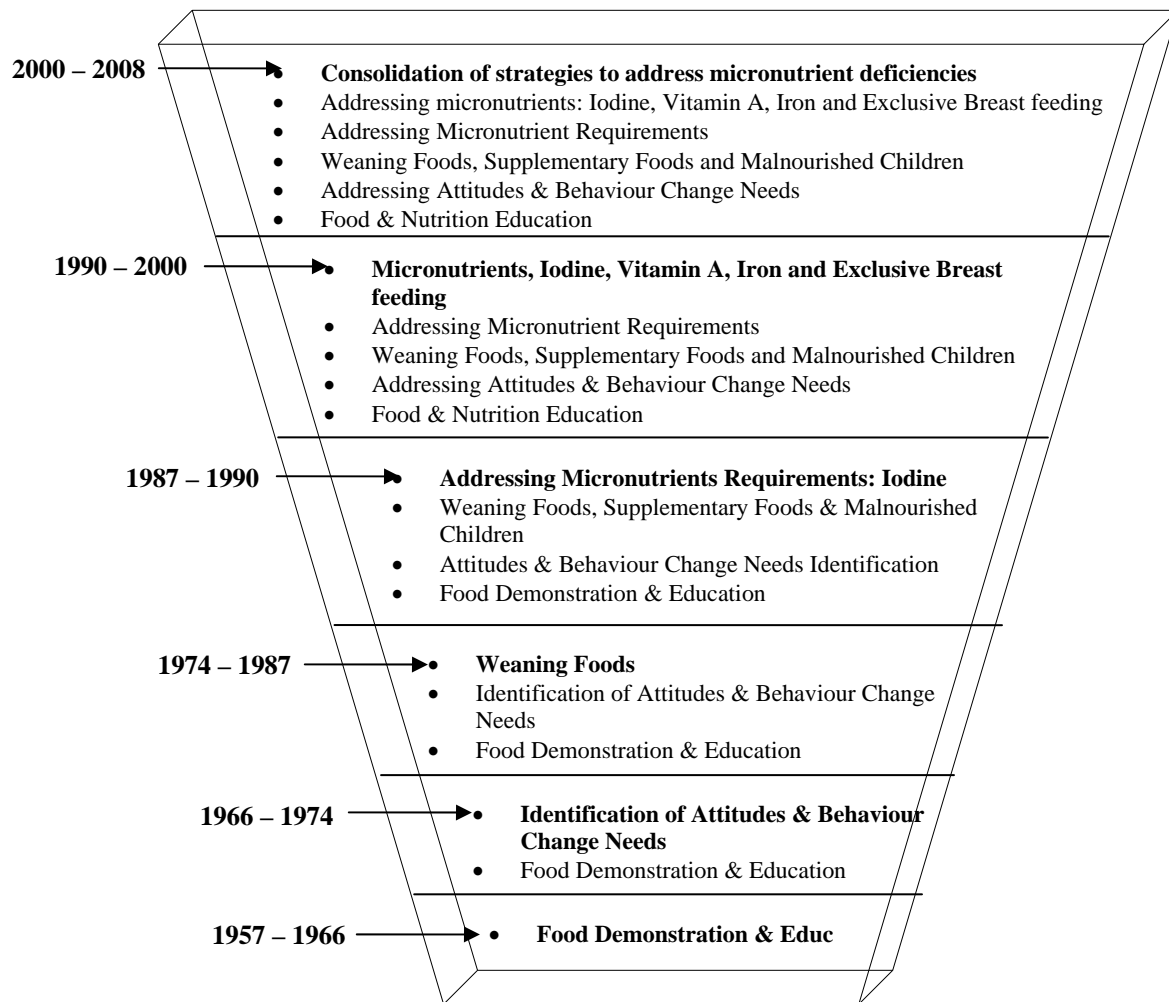 2000 – 2008
• Consolidation of strategies to address micronutrient deficiencies
• Addressing micronutrients: Iodine, Vitamin A, Iron and Exclusive Breast feeding
• Addressing Micronutrient Requirements
• Weaning Foods, Supplementary Foods and Malnourished Children
• Addressing Attitudes & Behaviour Change Needs
• Food & Nutrition Education
1990 – 2000
• Micronutrients, Iodine, Vitamin A, Iron and Exclusive Breast
feeding
• Addressing Micronutrient Requirements
• Weaning Foods, Supplementary Foods and Malnourished Children
• Addressing Attitudes & Behaviour Change Needs
• Food & Nutrition Education
1987 – 1990
• Addressing Micronutrients Requirements: Iodine
• Weaning Foods, Supplementary Foods & Malnourished
Children
• Attitudes & Behaviour Change Needs Identification
• Food Demonstration & Education
1974 – 1987
• Weaning Foods
• Identification of Attitudes & Behaviour Change
Needs
• Food Demonstration & Education
1966 – 1974
• Identification of Attitudes & Behaviour
Change Needs
• Food Demonstration & Education
1957 – 1966
• Food Demonstration & Educ